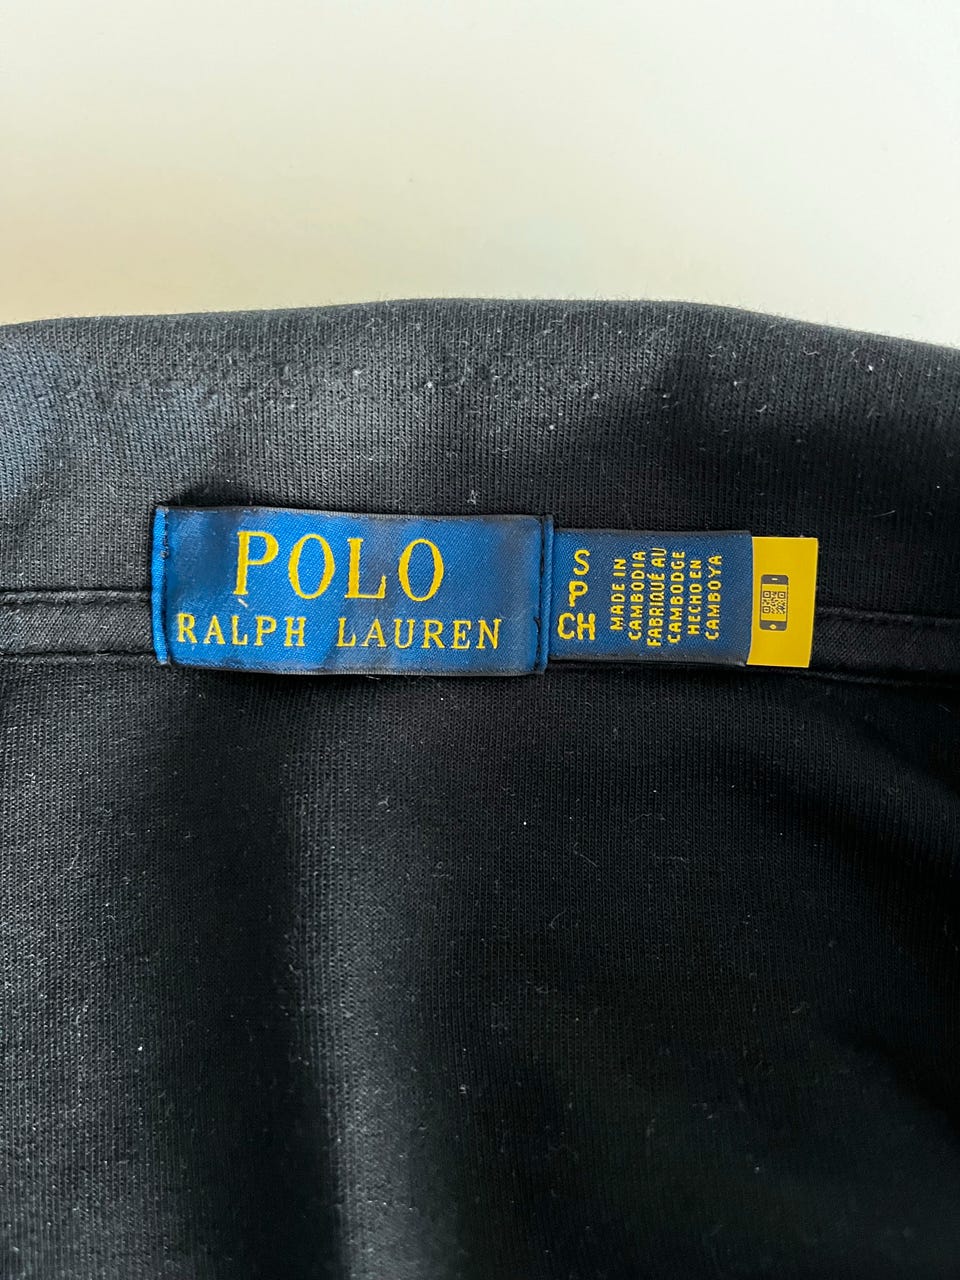 POLO
RALPH LAUREN
S
P
CH
MADE IN
CAMBODIA
FABRIQUÉ AU
CAMBODGE
HECHO EN
CAMBOYA